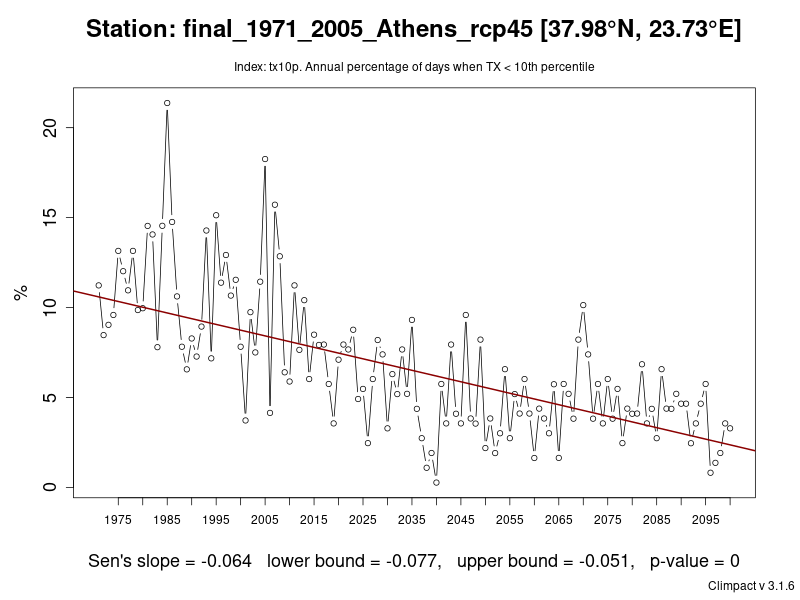 Station: final_1971_2005_Athens_rcp45 [37.98°N, 23.73°E]
Index: tx10p. Annual percentage of days when TX < 10th percentile
20
15
10
5
0
%
1975 1985 1995 2005 2015 2025 2035 2045 2055 2065 2075 2085 2095
Sen's slope = -0.064 lower bound = -0.077, upper bound = -0.051, p-value = 0
Climpact v 3.1.6